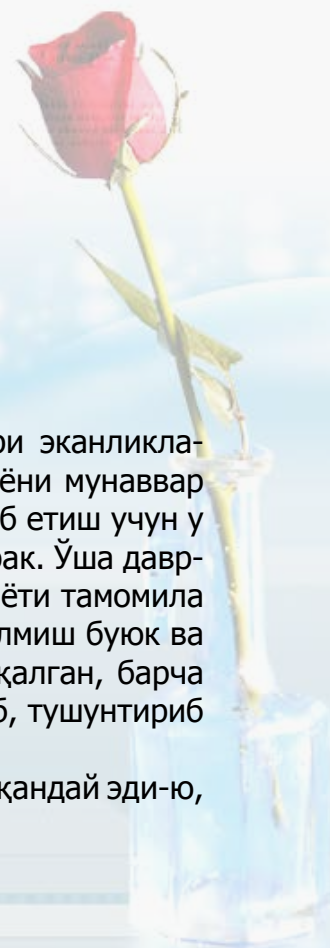 ри эканликла-
ёни мунаввар
б етиш учун у
рак. Ўша давр-
ёти тамомила
лмиш буюк ва
қалган, барча
б, тушунтириб
қандай эди-ю,